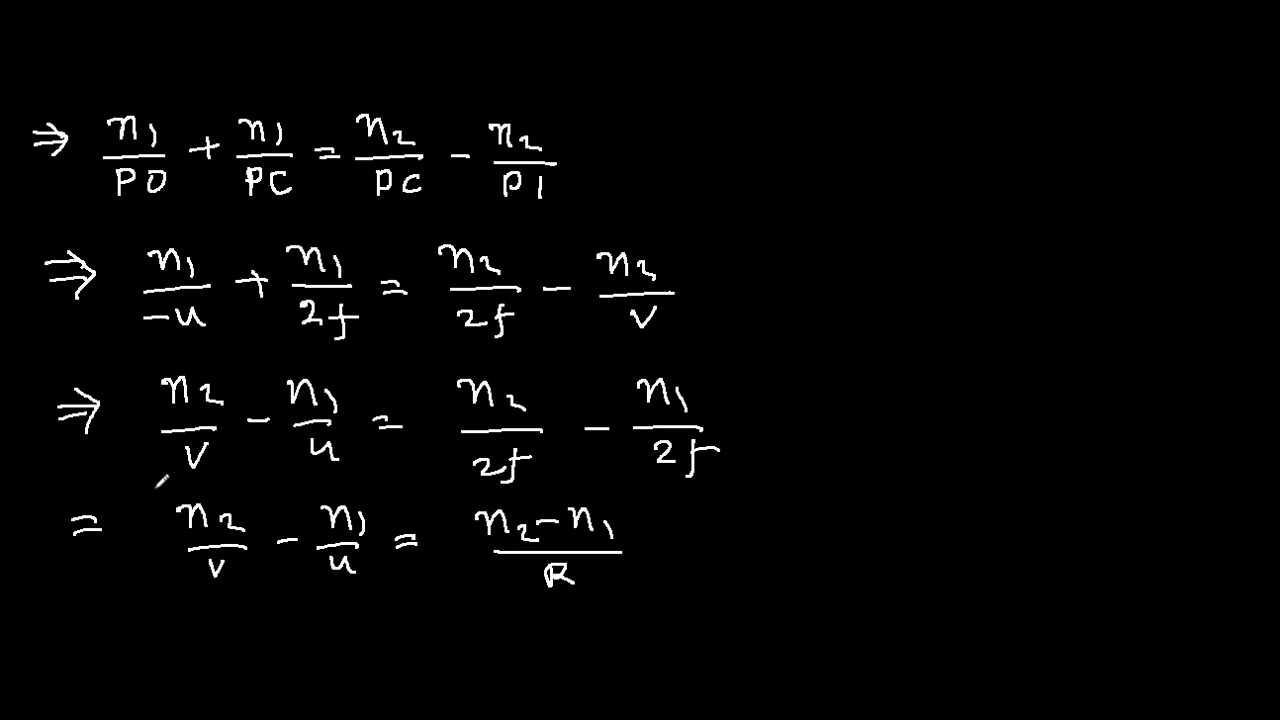 ⇒ n₁/PO + n₁/PC = n₂/PC - n₂/PI
⇒ n₁/-u + n₁/2f = n₂/2f - n₂/v
⇒ n₂/v - n₁/u = n₂/2f - n₁/2f
= n₂/v - n₁/u = n₂-n₁/R